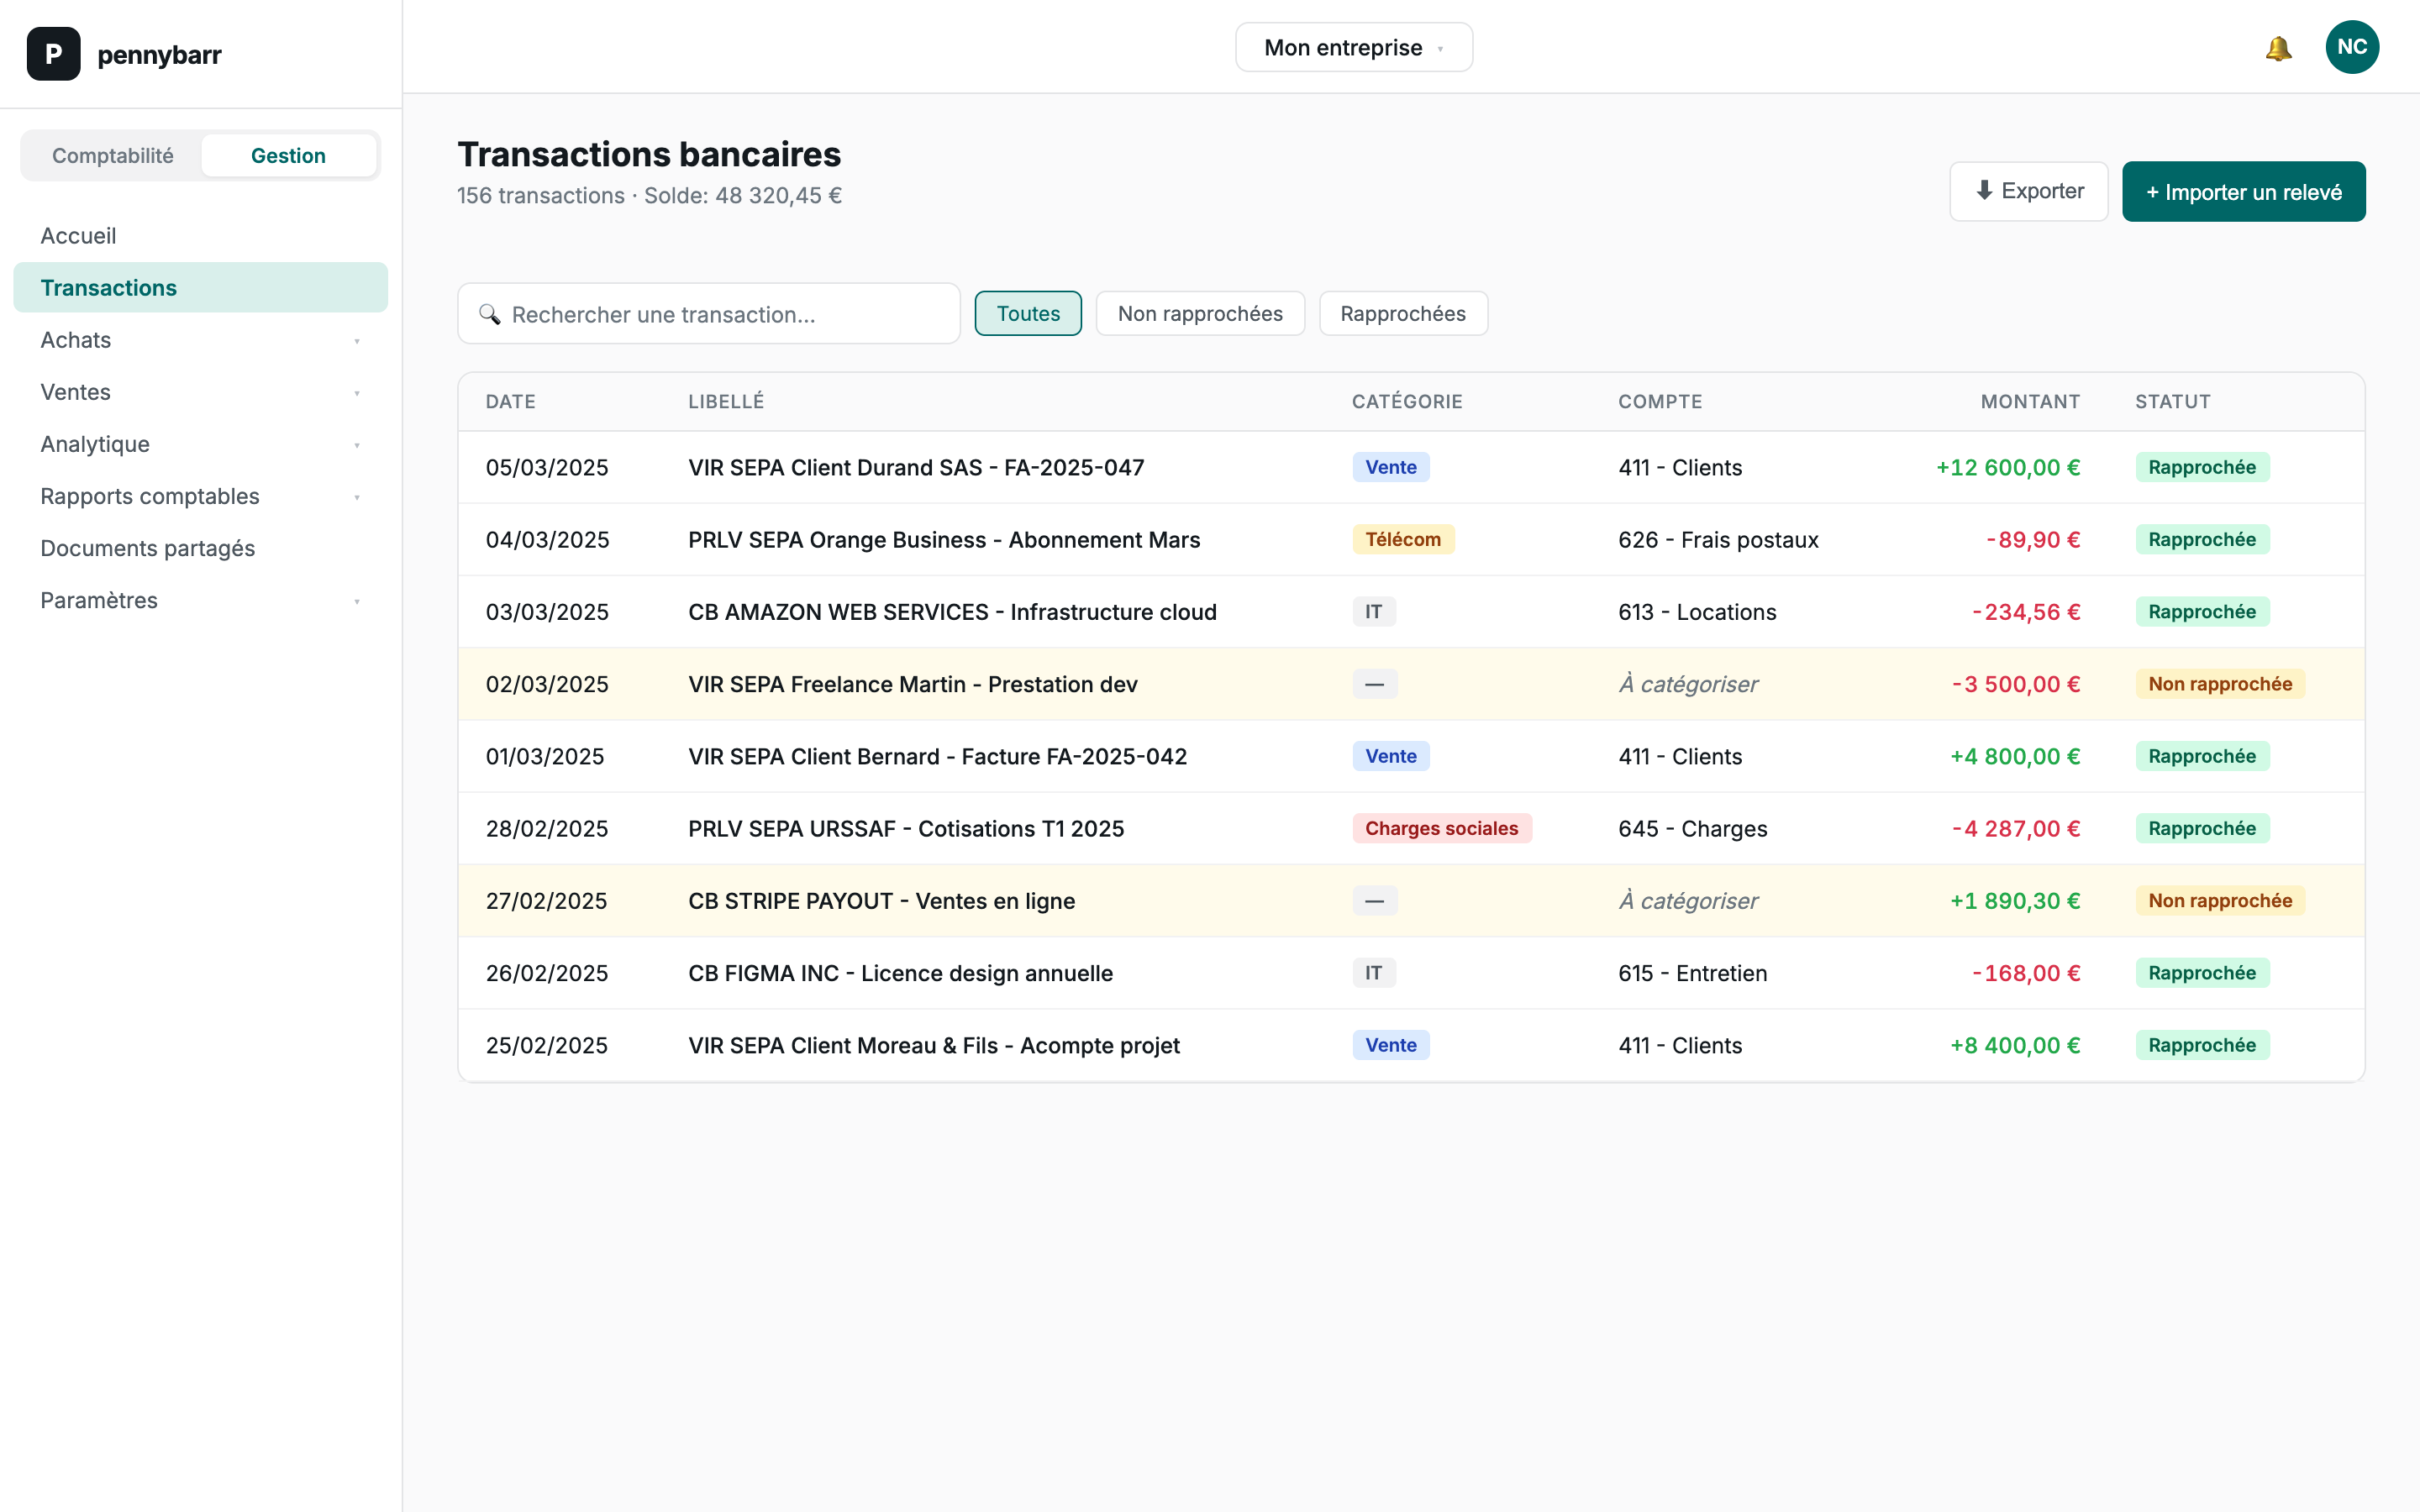 P pennybarr
Mon entreprise
NC
Comptabilité Gestion
Accueil
Transactions
Achats
Ventes
Analytique
Rapports comptables
Documents partagés
Paramètres
Transactions bancaires
156 transactions · Solde: 48 320,45 €
Exporter
+ Importer un relevé
Rechercher une transaction...
Toutes
Non rapprochées
Rapprochées
DATE LIBELLÉ CATÉGORIE COMPTE MONTANT STATUT
05/03/2025 VIR SEPA Client Durand SAS - FA-2025-047 Vente 411 - Clients +12 600,00 € Rapprochée
04/03/2025 PRLV SEPA Orange Business - Abonnement Mars Télécom 626 - Frais postaux -89,90 € Rapprochée
03/03/2025 CB AMAZON WEB SERVICES - Infrastructure cloud IT 613 - Locations -234,56 € Rapprochée
02/03/2025 VIR SEPA Freelance Martin - Prestation dev — À catégoriser -3 500,00 € Non rapprochée
01/03/2025 VIR SEPA Client Bernard - Facture FA-2025-042 Vente 411 - Clients +4 800,00 € Rapprochée
28/02/2025 PRLV SEPA URSSAF - Cotisations T1 2025 Charges sociales 645 - Charges -4 287,00 € Rapprochée
27/02/2025 CB STRIPE PAYOUT - Ventes en ligne — À catégoriser +1 890,30 € Non rapprochée
26/02/2025 CB FIGMA INC - Licence design annuelle IT 615 - Entretien -168,00 € Rapprochée
25/02/2025 VIR SEPA Client Moreau & Fils - Acompte projet Vente 411 - Clients +8 400,00 € Rapprochée